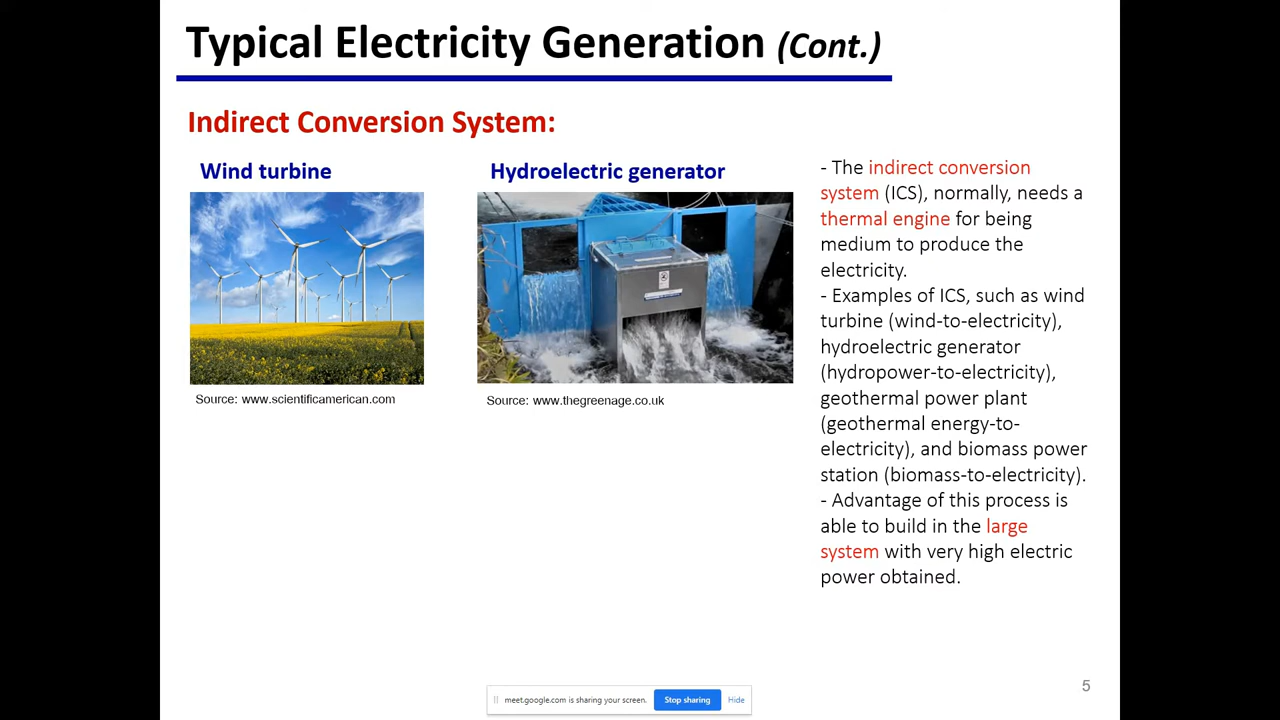 Typical Electricity Generation (Cont.)
Indirect Conversion System:
Wind turbine
Hydroelectric generator
Source: www.scientificamerican.com
Source: www.thegreenage.co.uk
- The indirect conversion
system (ICS), normally, needs a
thermal engine for being
medium to produce the
electricity.
- Examples of ICS, such as wind
turbine (wind-to-electricity),
hydroelectric generator
(hydropower-to-electricity),
geothermal power plant
(geothermal energy-to-
electricity), and biomass power
station (biomass-to-electricity).
- Advantage of this process is
able to build in the large
system with very high electric
power obtained.
5
meet.google.com is sharing your screen.
Stop sharing
Hide